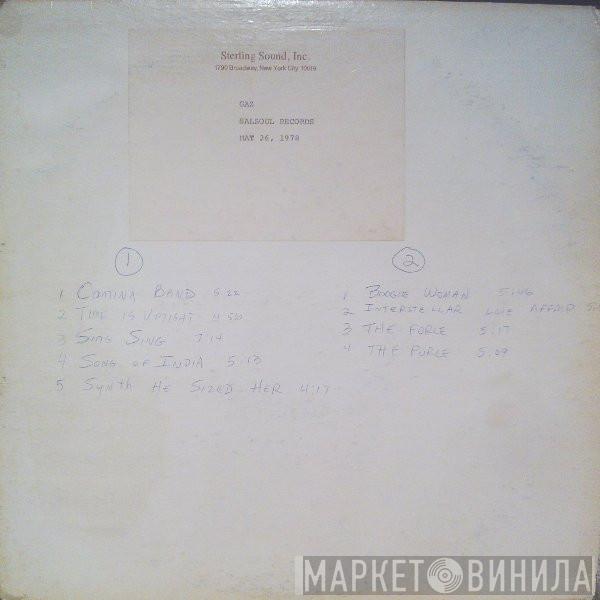 Sterling Sound, Inc.
1790 Broadway, New York City 10019
GAZ
SALSOUL RECORDS
MAY 26, 1978
1
1 COMINK BAND 5:22
2 TIME IS UPTIGHT 4:50
3 SING SING 7:14
4 SONG OF INDIA 5:13
5 SYNTH HE SIZED HER 4:17
2
1 BOOGIE WOMAN 5:46
2 INTERSTELLAR LOVE AFFAIR
3 THE FORCE 5:17
4 THE FORCE 5:09
МАРКЕТ ВИНИЛА